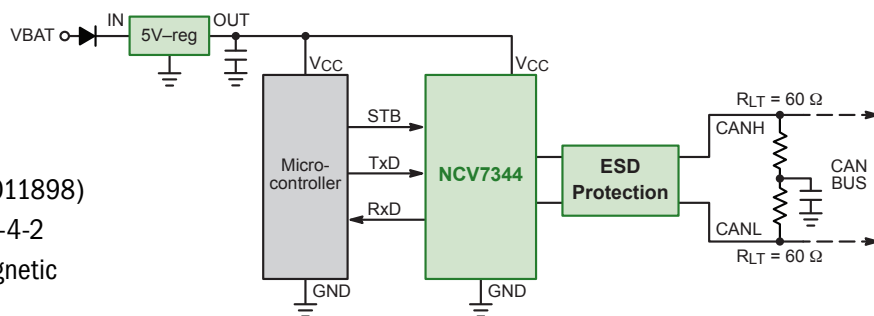 VBAT
IN
5V–reg
OUT
VCC
VCC
STB
TxD
RxD
Micro-
controller
NCV7344
ESD
Protection
RLT = 60 Ω
CANH
CAN
BUS
CANL
RLT = 60 Ω
GND
GND
011898)
-4-2
gnetic